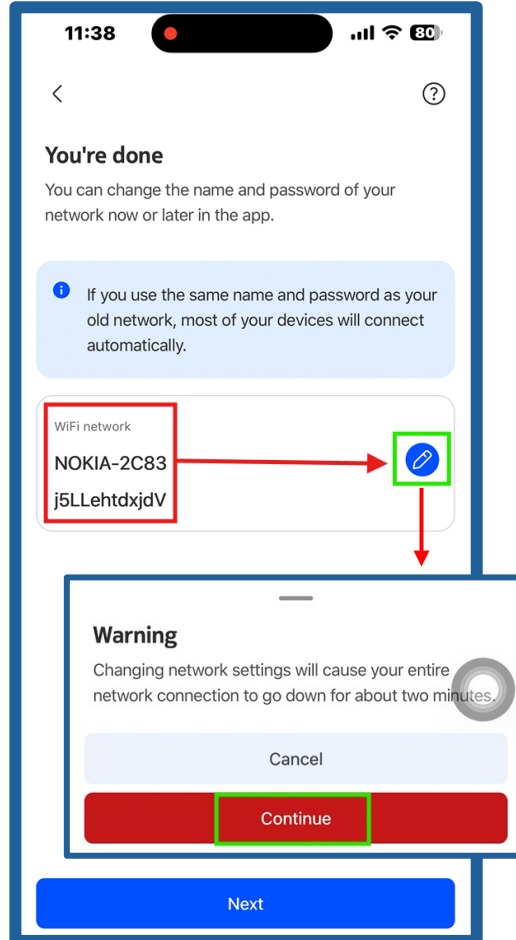 11:38
80
You're done
You can change the name and password of your
network now or later in the app.
If you use the same name and password as your
old network, most of your devices will connect
automatically.
WiFi network
NOKIA-2C83
j5LLehtdxjdV
Warning
Changing network settings will cause your entire
network connection to go down for about two minutes.
Cancel
Continue
Next